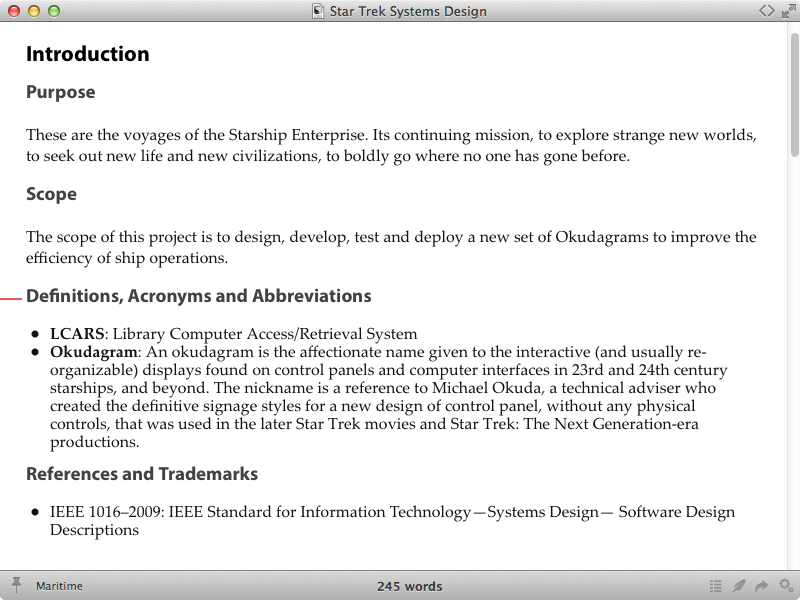 Star Trek Systems Design
Introduction
Purpose
These are the voyages of the Starship Enterprise. Its continuing mission, to explore strange new worlds,
to seek out new life and new civilizations, to boldly go where no one has gone before.
Scope
The scope of this project is to design, develop, test and deploy a new set of Okudagrams to improve the
efficiency of ship operations.
Definitions, Acronyms and Abbreviations
● LCARS: Library Computer Access/Retrieval System
● Okudagram: An okudagram is the affectionate name given to the interactive (and usually re-
organizable) displays found on control panels and computer interfaces in 23rd and 24th century
starships, and beyond. The nickname is a reference to Michael Okuda, a technical adviser who
created the definitive signage styles for a new design of control panel, without any physical
controls, that was used in the later Star Trek movies and Star Trek: The Next Generation-era
productions.
References and Trademarks
● IEEE 1016–2009: IEEE Standard for Information Technology—Systems Design— Software Design
Descriptions
Maritime
245 words